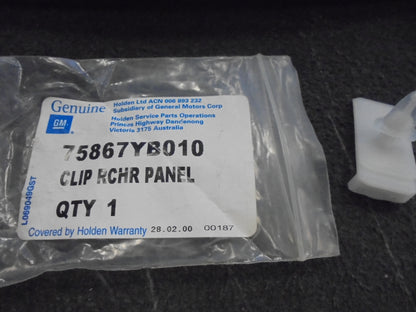 Genuine
GM
Holden Ltd ACN 006 893 232
Subsidiary of General Motors Corp
Holden Service Parts Operations
Princes Highway Dandenong
Victoria 3175 Australia
75867YB010
CLIP RCHR PANEL
QTY 1
L069049GST
Covered by Holden Warranty 28.02.00 00187